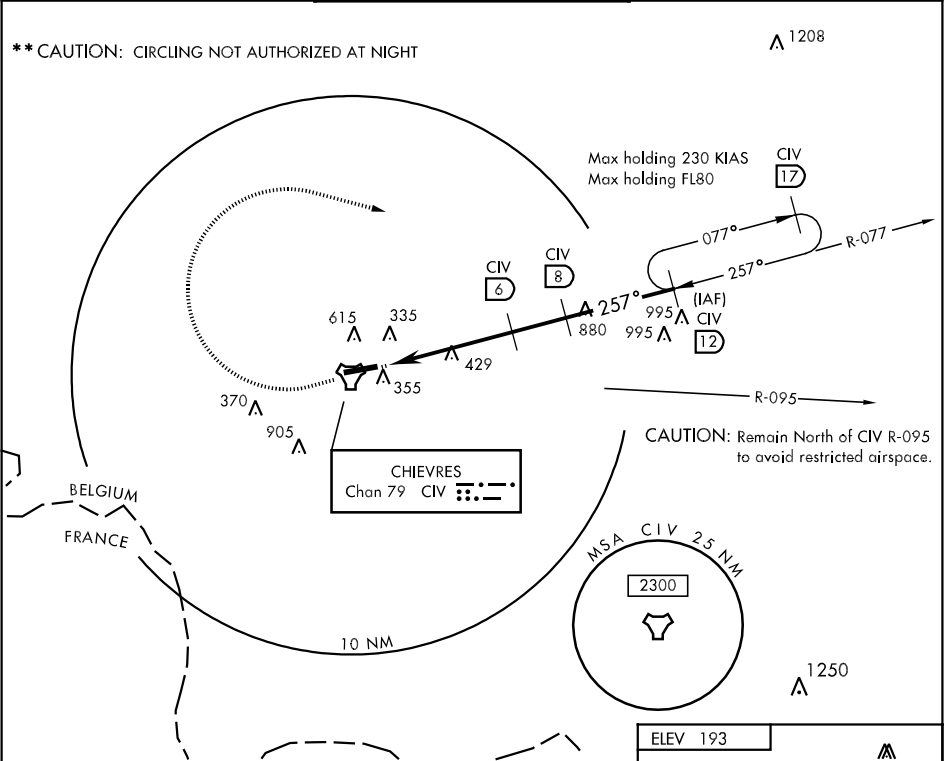 ** CAUTION: CIRCLING NOT AUTHORIZED AT NIGHT
1208
Max holding 230 KIAS
Max holding FL80
CIV
17
077°
R-077
257°
CIV
8
CIV
6
257°
(IAF)
CIV
12
995
995
880
615
335
429
355
370
905
R-095
CAUTION: Remain North of CIV R-095
to avoid restricted airspace.
CHIEVRES
Chan 79 CIV
BELGIUM
FRANCE
10 NM
MSA CIV 25 NM
2300
1250
ELEV 193